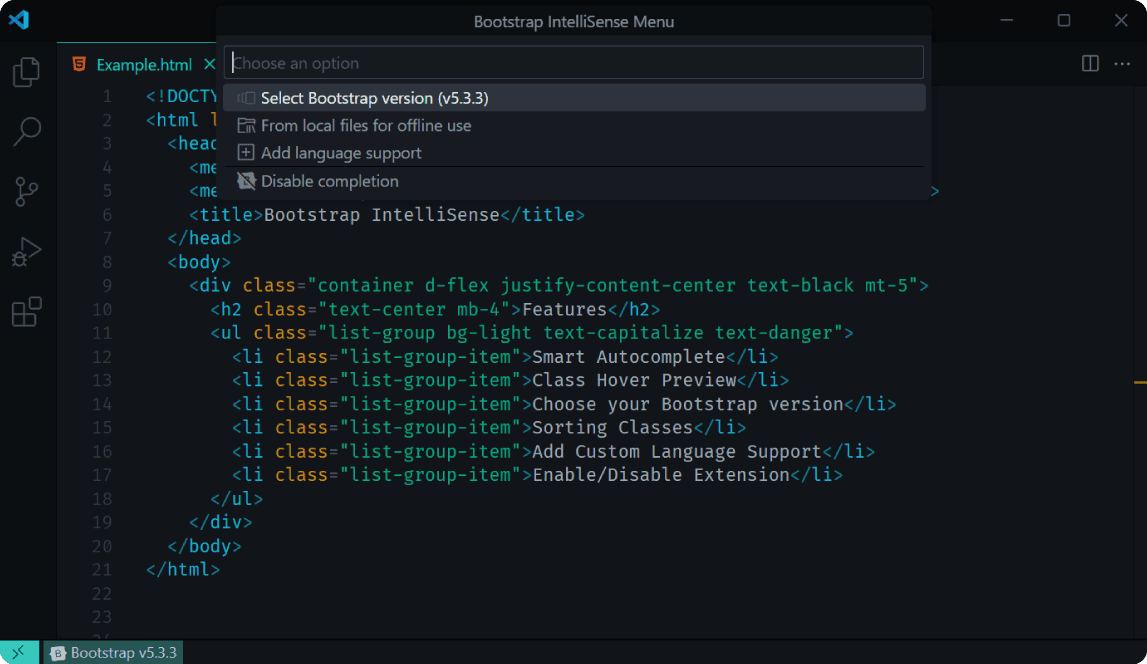 Bootstrap IntelliSense Menu
Choose an option
Select Bootstrap version (v5.3.3)
From local files for offline use
Add language support
Disable completion
Example.html
1 <!DOCTY
2 <html l
3 <head
4 <me
5 <me >
6 <title>Bootstrap IntelliSense</title>
7 </head>
8 <body>
9 <div class="container d-flex justify-content-center text-black mt-5">
10 <h2 class="text-center mb-4">Features</h2>
11 <ul class="list-group bg-light text-capitalize text-danger">
12 <li class="list-group-item">Smart Autocomplete</li>
13 <li class="list-group-item">Class Hover Preview</li>
14 <li class="list-group-item">Choose your Bootstrap version</li>
15 <li class="list-group-item">Sorting Classes</li>
16 <li class="list-group-item">Add Custom Language Support</li>
17 <li class="list-group-item">Enable/Disable Extension</li>
18 </ul>
19 </div>
20 </body>
21 </html>
22
23
B Bootstrap v5.3.3